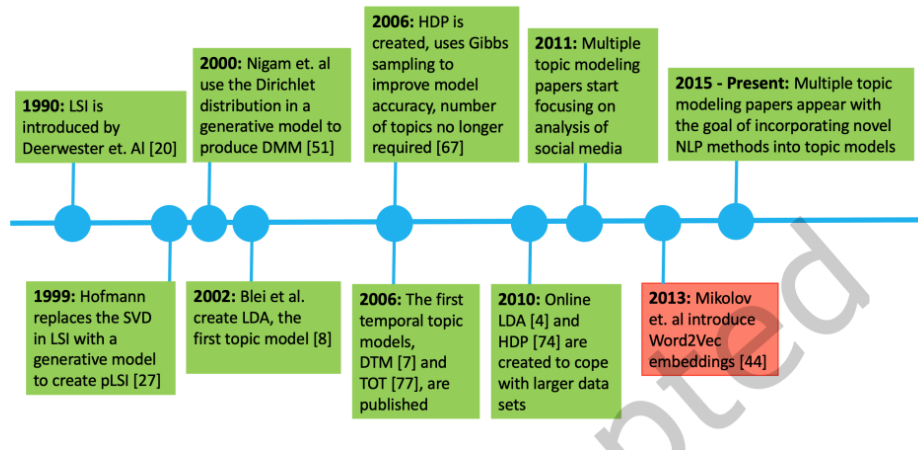 1990: LSI is
introduced by
Deerwester et. Al [20]
2000: Nigam et. al
use the Dirichlet
distribution in a
generative model to
produce DMM [51]
2006: HDP is
created, uses Gibbs
sampling to
improve model
accuracy, number
of topics no longer
required [67]
2011: Multiple
topic modeling
papers start
focusing on
analysis of
social media
2015 - Present: Multiple topic
modeling papers appear with
the goal of incorporating novel
NLP methods into topic models
1999: Hofmann
replaces the SVD
in LSI with a
generative model
to create pLSI [27]
2002: Blei et al.
create LDA, the
first topic model [8]
2006: The first
temporal topic
models,
DTM [7] and
TOT [77], are
published
2010: Online
LDA [4] and
HDP [74] are
created to cope
with larger data
sets
2013: Mikolov
et. al introduce
Word2Vec
embeddings [44]
pted